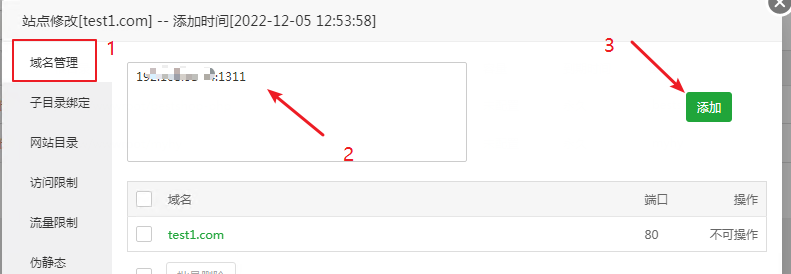 站点修改[test1.com] -- 添加时间[2022-12-05 12:53:58]
1
域名管理
子目录绑定
网站目录
访问限制
流量限制
伪静态
:1311
2
3
添加
域名 端口 操作
test1.com 80 不可操作